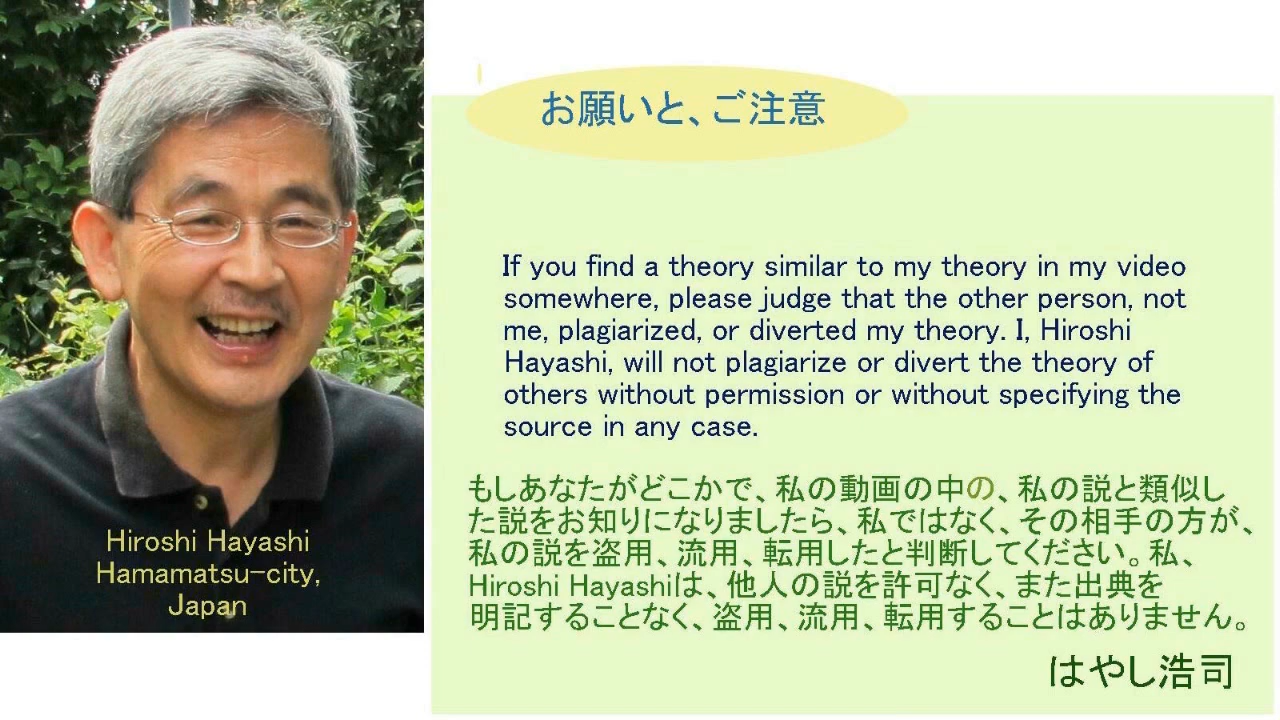 お願いと、ご注意
If you find a theory similar to my theory in my video
somewhere, please judge that the other person, not
me, plagiarized, or diverted my theory. I, Hiroshi
Hayashi, will not plagiarize or divert the theory of
others without permission or without specifying the
source in any case.
もしあなたがどこかで、私の動画の中の、私の説と類似し
た説をお知りになりましたら、私ではなく、その相手の方が、
私の説を盗用、流用、転用したと判断してください。私、
Hiroshi Hayashiは、他人の説を許可なく、また出典を
明記することなく、盗用、流用、転用することはありません。
はやし浩司
Hiroshi Hayashi
Hamamatsu-city,
Japan